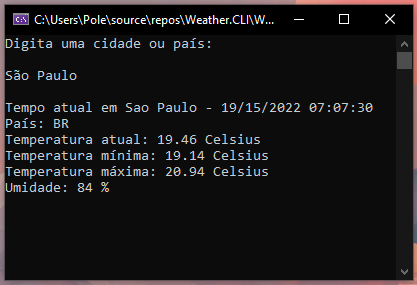 C:\Users\Pole\source\repos\Weather.CLI\W...
Digita uma cidade ou país:
São Paulo
Tempo atual em Sao Paulo - 19/15/2022 07:07:30
País: BR
Temperatura atual: 19.46 Celsius
Temperatura mínima: 19.14 Celsius
Temperatura máxima: 20.94 Celsius
Umidade: 84 %